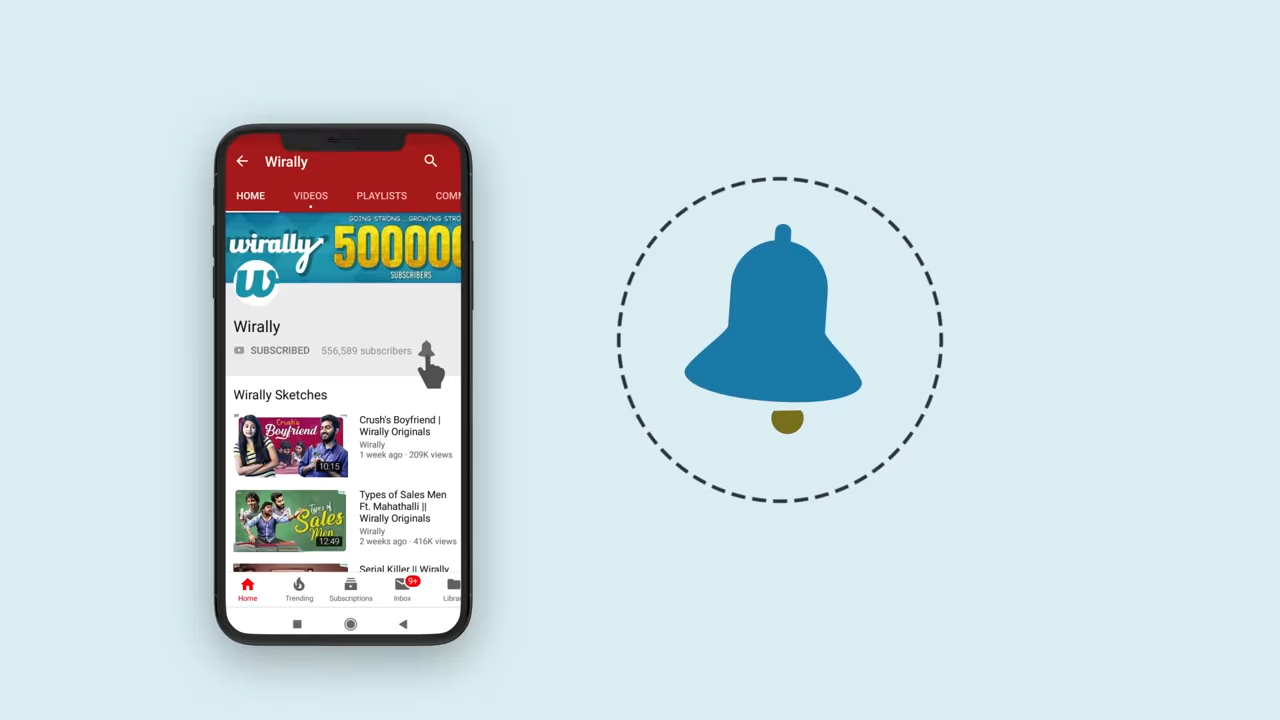 Wirally
HOME VIDEOS PLAYLISTS COMM
GOING STRONG....GROWING STRO
wirally
500000
SUBSCRIBERS
w
Wirally
SUBSCRIBED 556,589 subscribers
Wirally Sketches
Crush's Boyfriend
10:15
Crush's Boyfriend |
Wirally Originals
Wirally
1 week ago · 209K views
Types of Sales Men
12:49
Types of Sales Men
Ft. Mahathalli ||
Wirally Originals
Wirally
2 weeks ago · 416K views
Serial Killer || Wirally
9+
Home Trending Subscriptions Inbox Librar